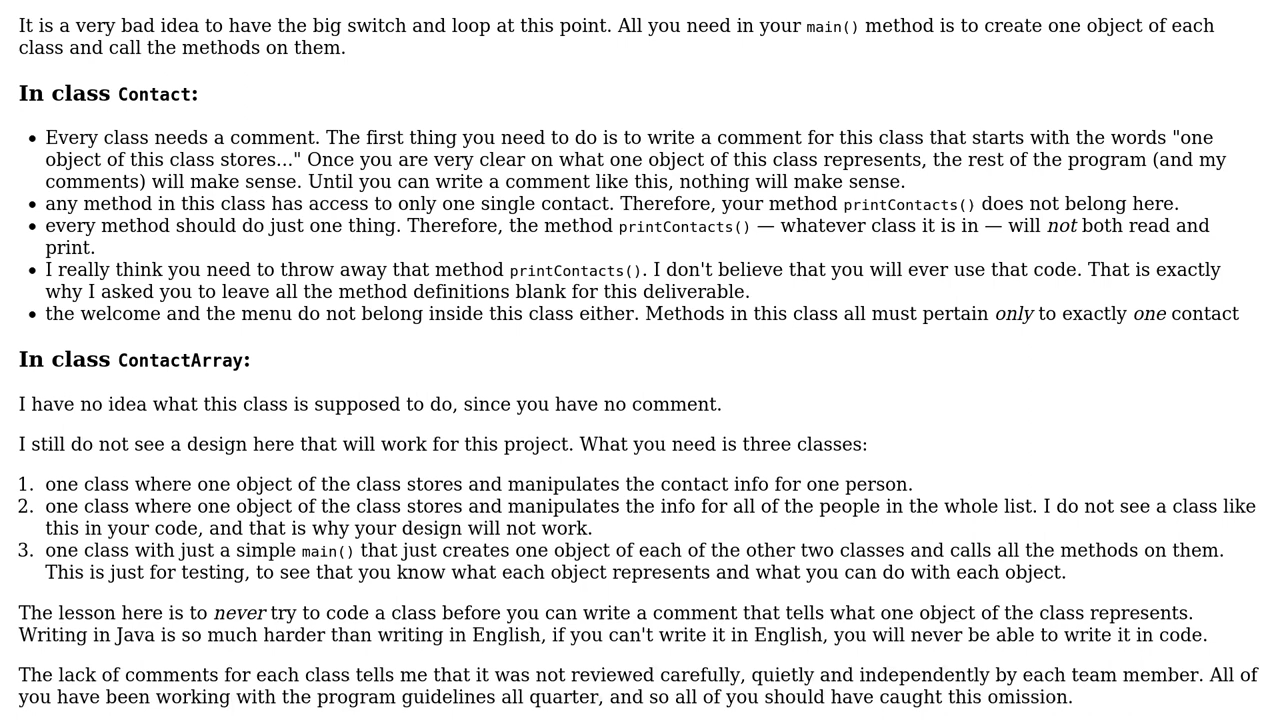 It is a very bad idea to have the big switch and loop at this point. All you need in your main() method is to create one object of each
class and call the methods on them.
In class Contact:
• Every class needs a comment. The first thing you need to do is to write a comment for this class that starts with the words "one
object of this class stores..." Once you are very clear on what one object of this class represents, the rest of the program (and my
comments) will make sense. Until you can write a comment like this, nothing will make sense.
• any method in this class has access to only one single contact. Therefore, your method printContacts() does not belong here.
• every method should do just one thing. Therefore, the method printContacts() — whatever class it is in — will not both read and
print.
• I really think you need to throw away that method printContacts(). I don't believe that you will ever use that code. That is exactly
why I asked you to leave all the method definitions blank for this deliverable.
• the welcome and the menu do not belong inside this class either. Methods in this class all must pertain only to exactly one contact
In class ContactArray:
I have no idea what this class is supposed to do, since you have no comment.
I still do not see a design here that will work for this project. What you need is three classes:
1. one class where one object of the class stores and manipulates the contact info for one person.
2. one class where one object of the class stores and manipulates the info for all of the people in the whole list. I do not see a class like
this in your code, and that is why your design will not work.
3. one class with just a simple main() that just creates one object of each of the other two classes and calls all the methods on them.
This is just for testing, to see that you know what each object represents and what you can do with each object.
The lesson here is to never try to code a class before you can write a comment that tells what one object of the class represents.
Writing in Java is so much harder than writing in English, if you can't write it in English, you will never be able to write it in code.
The lack of comments for each class tells me that it was not reviewed carefully, quietly and independently by each team member. All of
you have been working with the program guidelines all quarter, and so all of you should have caught this omission.